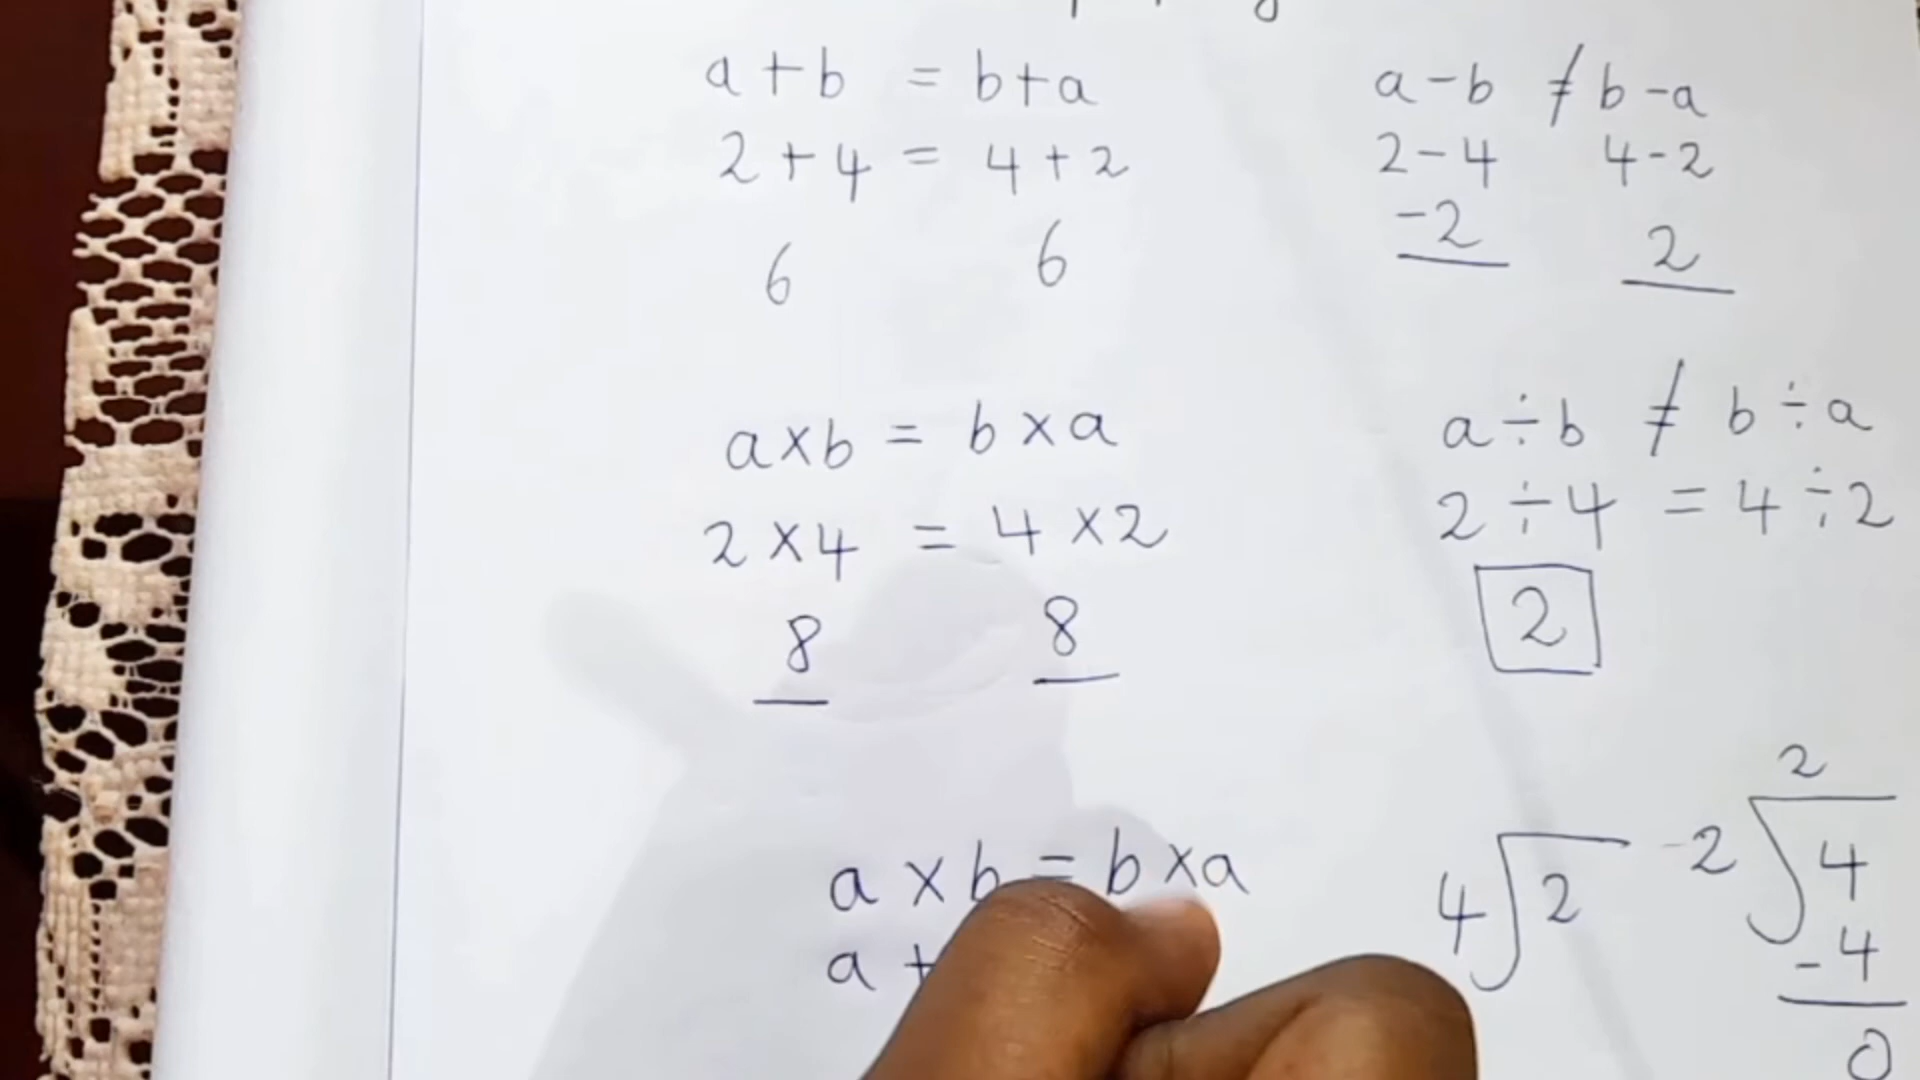 a + b = b + a
2 + 4 = 4 + 2
6 6
a - b ≠ b - a
2 - 4 4 - 2
-2 2
a × b = b × a
2 × 4 = 4 × 2
8 8
a ÷ b ≠ b ÷ a
2 ÷ 4 = 4 ÷ 2
2
a × b = b × a
a +
4√2
2
2√4
- 4
0